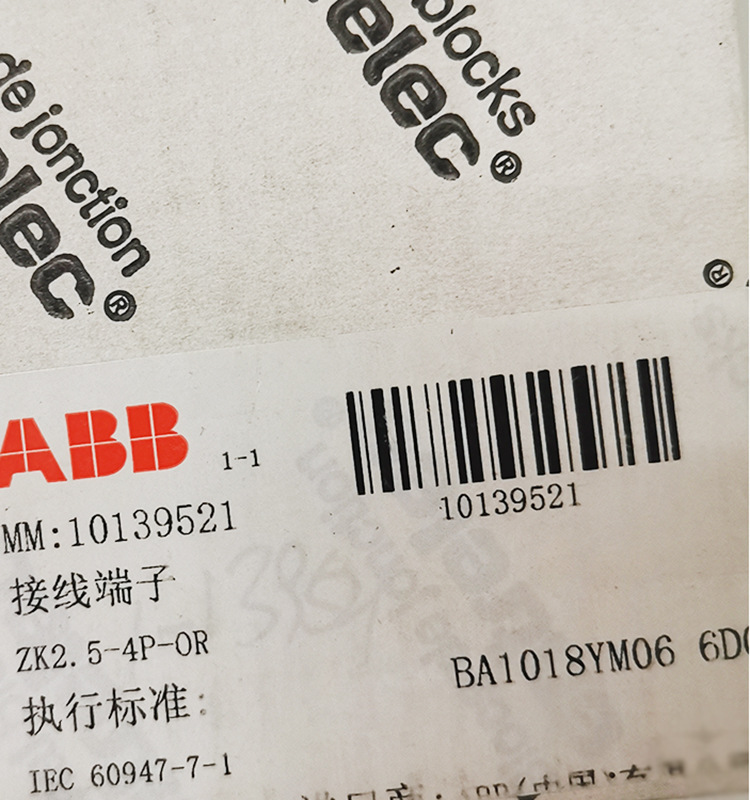 blocks
elec®
de jonction
elec®
®
ABB
1-1
10139521
MM:10139521
接线端子
ZK2.5-4P-OR
BA1018YM06
执行标准:
IEC 60947-7-1